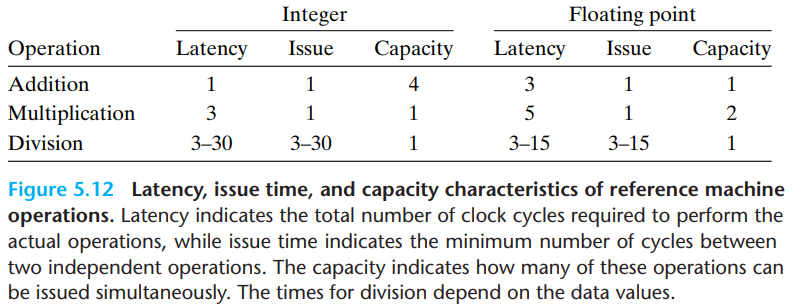 Integer Floating point
Operation Latency Issue Capacity Latency Issue Capacity
Addition 1 1 4 3 1 1
Multiplication 3 1 1 5 1 2
Division 3–30 3–30 1 3–15 3–15 1
Figure 5.12 Latency, issue time, and capacity characteristics of reference machine
operations. Latency indicates the total number of clock cycles required to perform the
actual operations, while issue time indicates the minimum number of cycles between
two independent operations. The capacity indicates how many of these operations can
be issued simultaneously. The times for division depend on the data values.